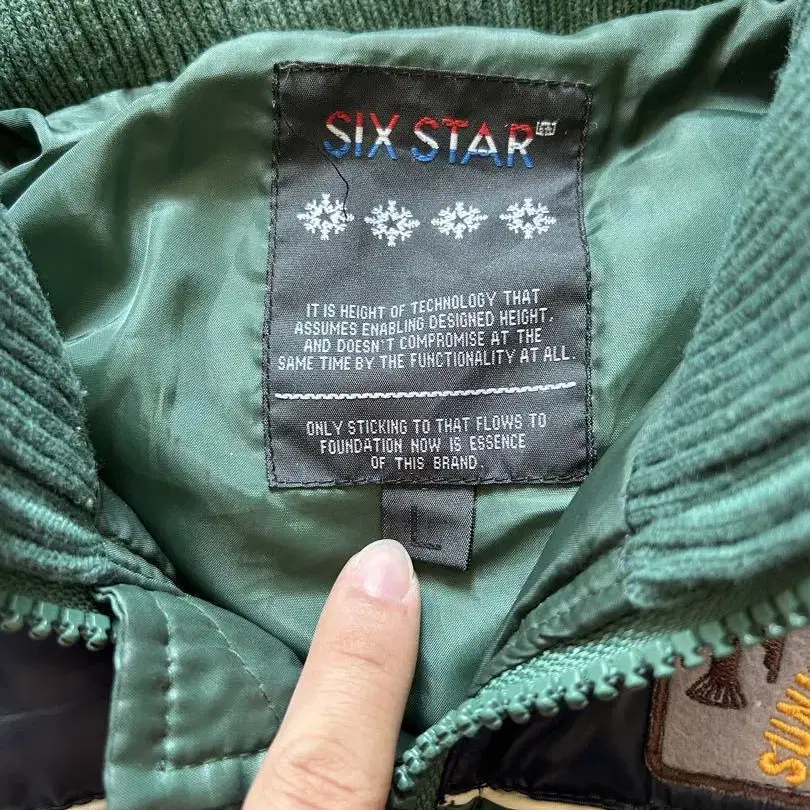 SIX STAR
IT IS HEIGHT OF TECHNOLOGY THAT
ASSUMES ENABLING DESIGNED HEIGHT,
AND DOESN'T COMPROMISE AT THE
SAME TIME BY THE FUNCTIONALITY AT ALL.
ONLY STICKING TO THAT FLOWS TO
FOUNDATION NOW IS ESSENCE
OF THIS BRAND.
L